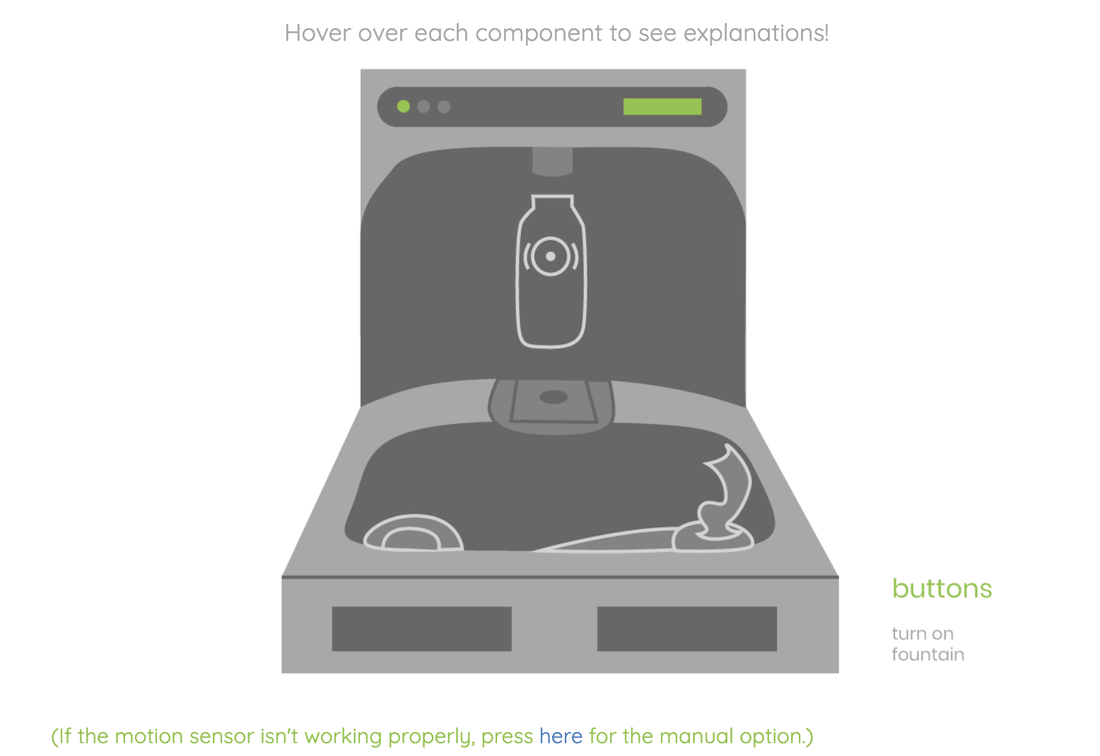 Hover over each component to see explanations!
buttons
turn on
fountain
(If the motion sensor isn't working properly, press here for the manual option.)